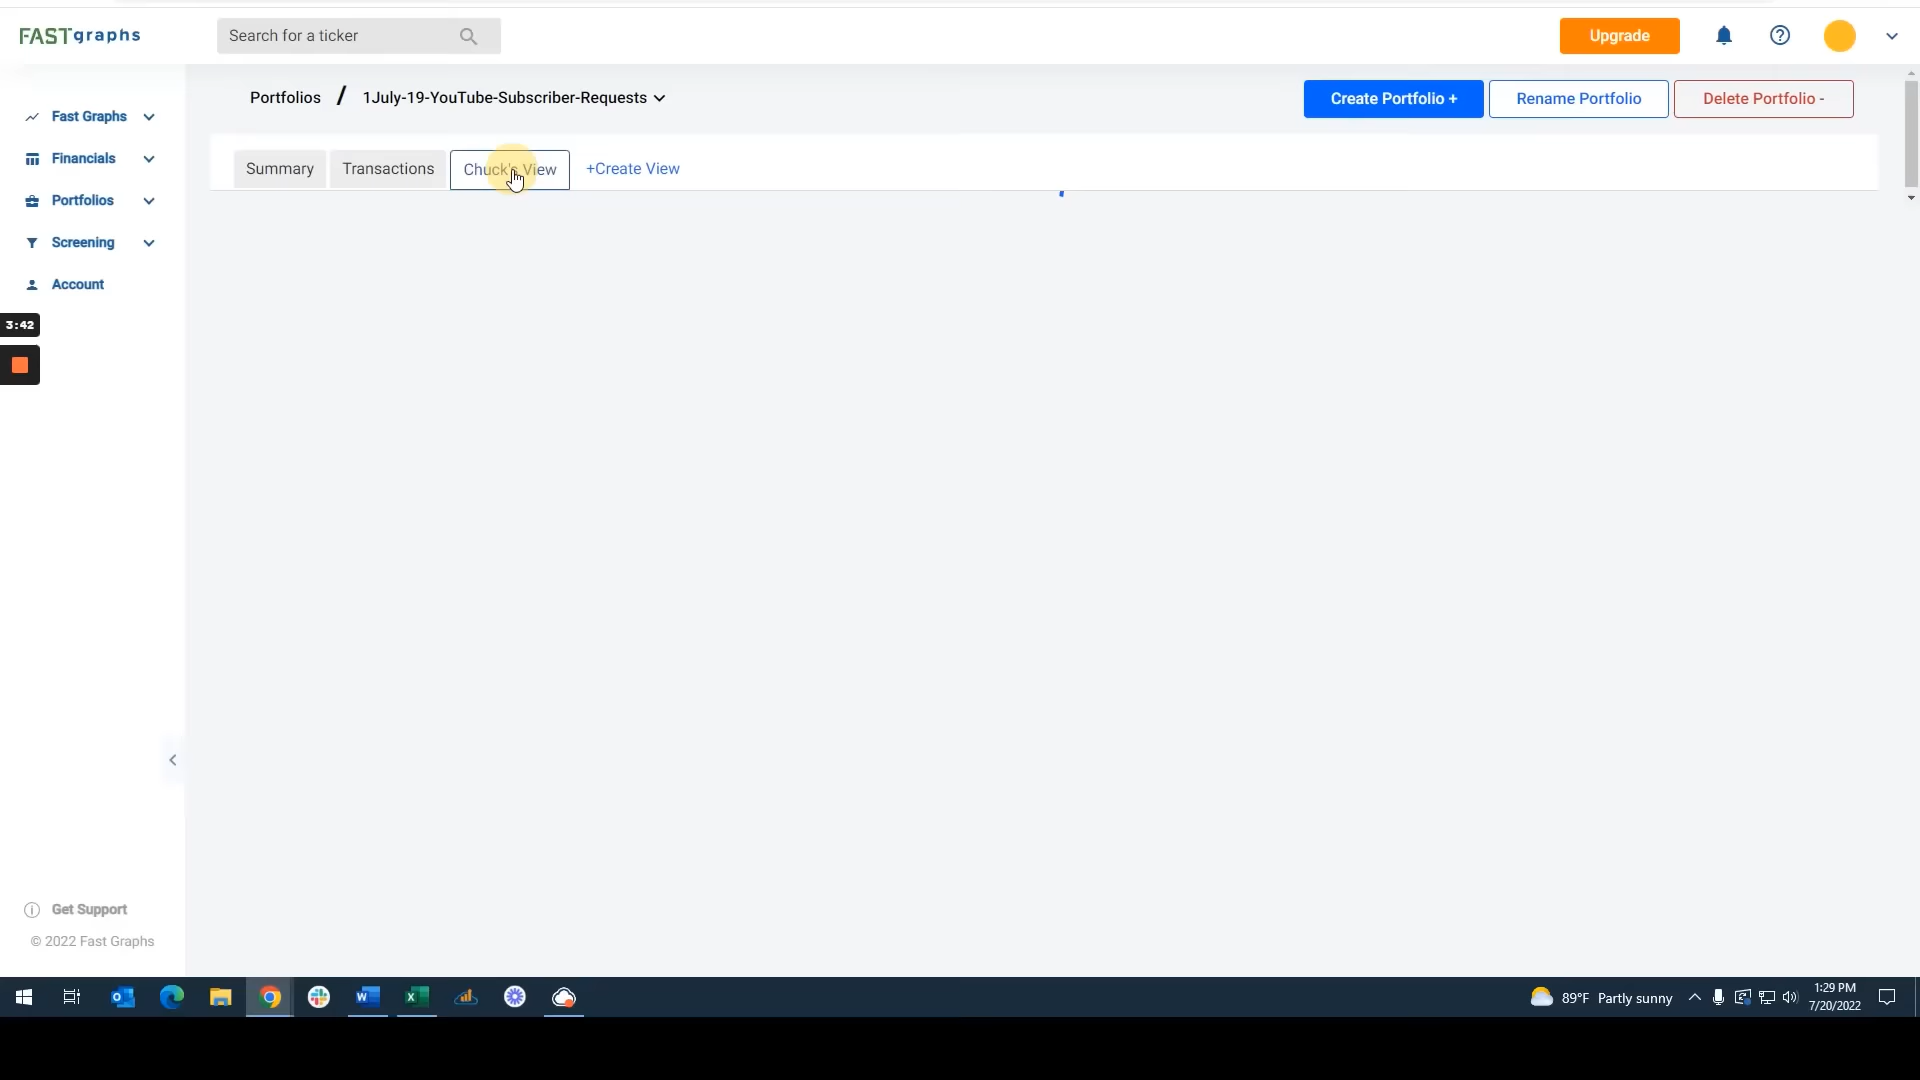 FASTgraphs
Search for a ticker
Upgrade
Portfolios / 1July-19-YouTube-Subscriber-Requests
Create Portfolio +
Rename Portfolio
Delete Portfolio -
Fast Graphs
Financials
Portfolios
Screening
Account
Summary
Transactions
Chuck's View
+Create View
3:42
Get Support
© 2022 Fast Graphs
89°F Partly sunny
1:29 PM
7/20/2022